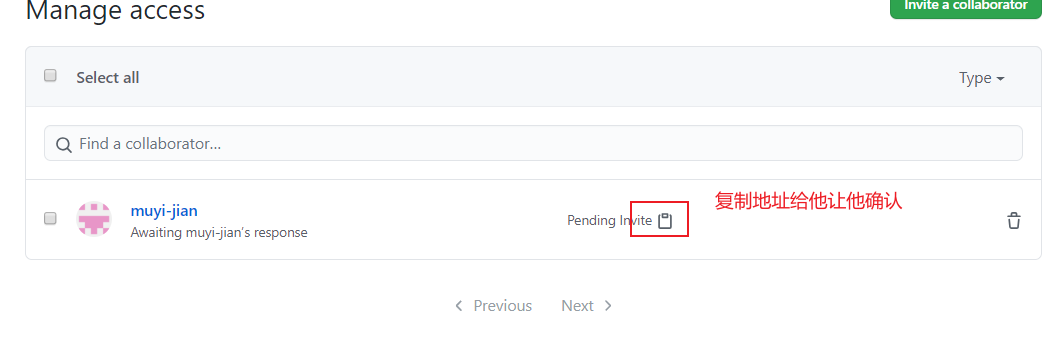 Manage access
Invite a collaborator
Select all
Type
Find a collaborator...
muyi-jian
Awaiting muyi-jian's response
Pending Invite
复制地址给他让他确认
Previous
Next